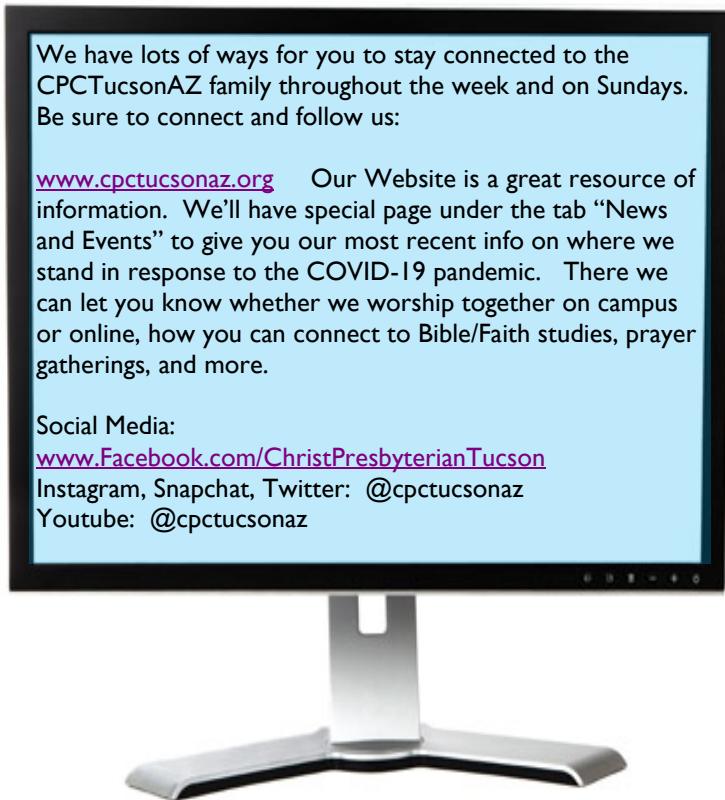 We have lots of ways for you to stay connected to the
CPCTucsonAZ family throughout the week and on Sundays.
Be sure to connect and follow us:
www.cpctucsonaz.org Our Website is a great resource of
information. We'll have special page under the tab “News
and Events” to give you our most recent info on where we
stand in response to the COVID-19 pandemic. There we
can let you know whether we worship together on campus
or online, how you can connect to Bible/Faith studies, prayer
gatherings, and more.
Social Media:
www.Facebook.com/ChristPresbyterianTucson
Instagram, Snapchat, Twitter: @cpctucsonaz
Youtube: @cpctucsonaz